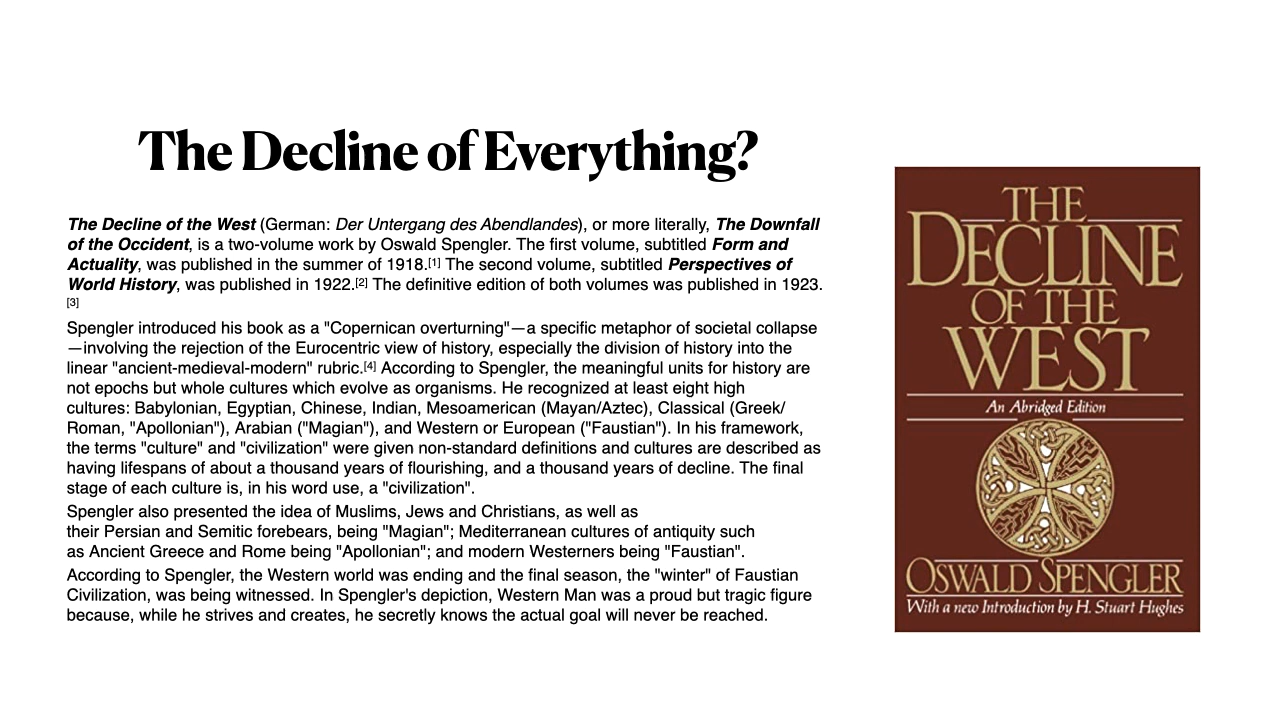 The Decline of Everything?
The Decline of the West (German: Der Untergang des Abendlandes), or more literally, The Downfall
of the Occident, is a two-volume work by Oswald Spengler. The first volume, subtitled Form and
Actuality, was published in the summer of 1918.[1] The second volume, subtitled Perspectives of
World History, was published in 1922.[2] The definitive edition of both volumes was published in 1923.
[3]
Spengler introduced his book as a "Copernican overturning"—a specific metaphor of societal collapse
—involving the rejection of the Eurocentric view of history, especially the division of history into the
linear "ancient-medieval-modern" rubric.[4] According to Spengler, the meaningful units for history are
not epochs but whole cultures which evolve as organisms. He recognized at least eight high
cultures: Babylonian, Egyptian, Chinese, Indian, Mesoamerican (Mayan/Aztec), Classical (Greek/
Roman, "Apollonian"), Arabian ("Magian"), and Western or European ("Faustian"). In his framework,
the terms "culture" and "civilization" were given non-standard definitions and cultures are described as
having lifespans of about a thousand years of flourishing, and a thousand years of decline. The final
stage of each culture is, in his word use, a "civilization".
Spengler also presented the idea of Muslims, Jews and Christians, as well as
their Persian and Semitic forebears, being "Magian"; Mediterranean cultures of antiquity such
as Ancient Greece and Rome being "Apollonian"; and modern Westerners being "Faustian".
According to Spengler, the Western world was ending and the final season, the "winter" of Faustian
Civilization, was being witnessed. In Spengler's depiction, Western Man was a proud but tragic figure
because, while he strives and creates, he secretly knows the actual goal will never be reached.
THE
DECLINE
OF THE
WEST
An Abridged Edition
OSWALD SPENGLER
With a new Introduction by H. Stuart Hughes